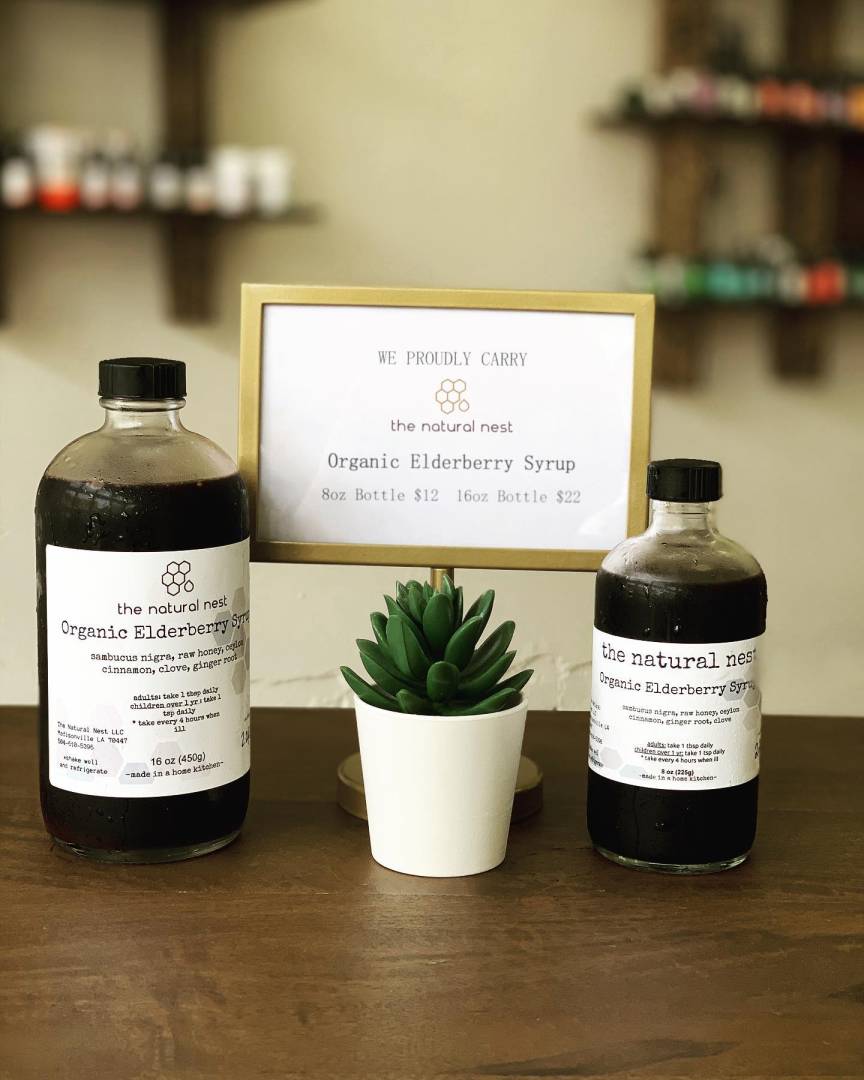 WE PROUDLY CARRY
the natural nest
Organic Elderberry Syrup
8oz Bottle $12 16oz Bottle $22
the natural nest
Organic Elderberry Syrup
sambucus nigra, raw honey, ceylon
cinnamon, clove, ginger root
adults: take 1 tbsp daily
children over 1 yr: take 1
tsp daily
* take every 4 hours when
ill
The Natural Nest LLC
Madisonville LA 70447
504-610-5395
*shake well
and refrigerate
16 oz (450g)
~made in a home kitchen~
the natural nest
Organic Elderberry Syrup
sambucus nigra, raw honey, ceylon
cinnamon, ginger root, clove
adults: take 1 tbsp daily
children over 1 yr: take 1 tsp daily
* take every 4 hours when ill
8 oz (225g)
~made in a home kitchen~